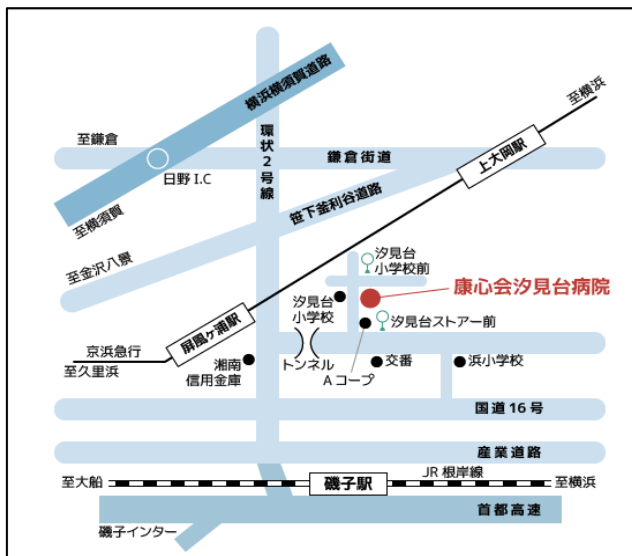 横浜横須賀道路
至横浜
至鎌倉
環状2号線
鎌倉街道
上大岡駅
日野I.C
笹下釜利谷道路
至横須賀
汐見台
小学校前
至金沢八景
康心会汐見台病院
汐見台
小学校
屏風ヶ浦駅
汐見台ストアー前
京浜急行
至久里浜
湘南
信用金庫
トンネル
Aコープ
交番
浜小学校
国道16号
産業道路
JR根岸線
至大船
磯子駅
至横浜
首都高速
磯子インター